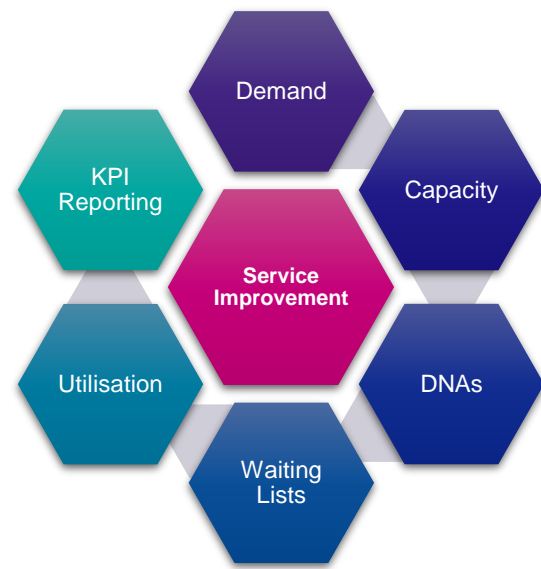 Demand
KPI
Reporting
Capacity
Service
Improvement
Utilisation
DNAs
Waiting
Lists